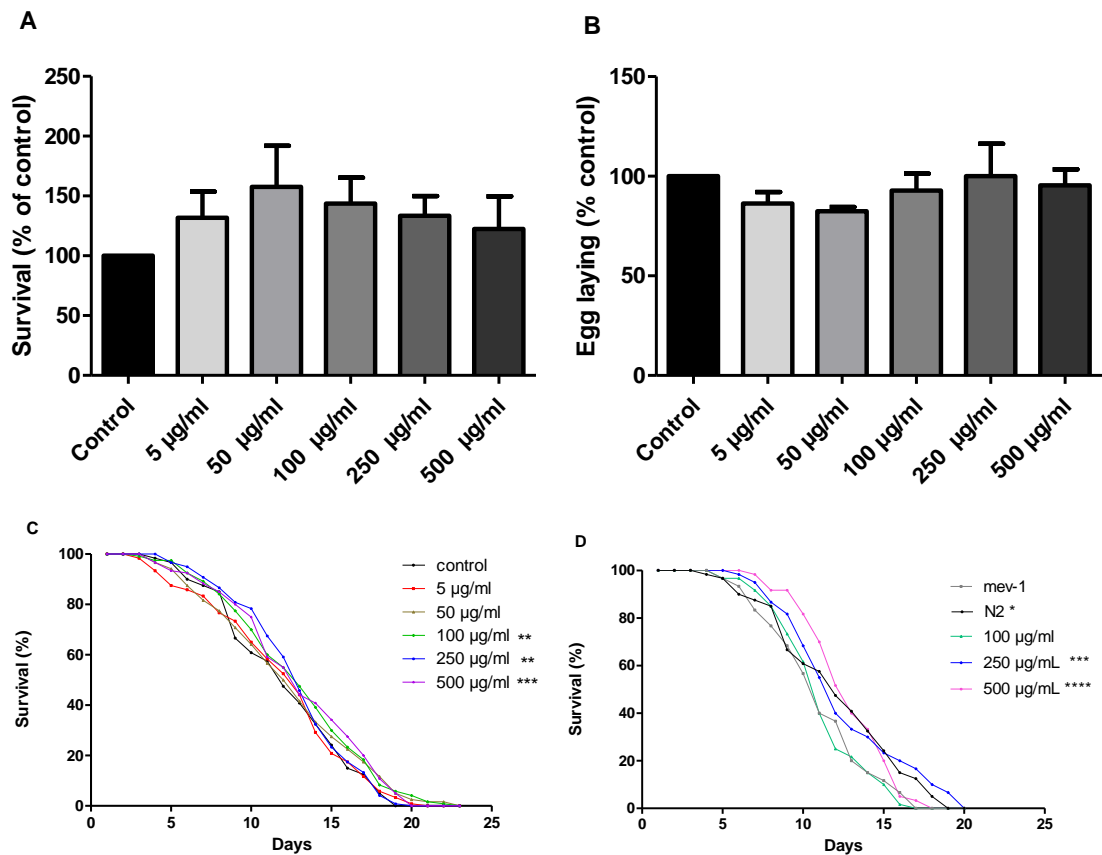 A
Survival (% of control)
250
200
150
100
50
0
Control
5 µg/ml
50 µg/ml
100 µg/ml
250 µg/ml
500 µg/ml
B
Egg laying (% control)
150
100
50
0
Control
5 µg/ml
50 µg/ml
100 µg/ml
250 µg/ml
500 µg/ml
C
Survival (%)
100
80
60
40
20
0
0 5 10 15 20 25
Days
control
5 µg/ml
50 µg/ml
100 µg/ml **
250 µg/ml **
500 µg/ml ***
D
Survival (%)
100
80
60
40
20
0
0 5 10 15 20 25
Days
mev-1
N2 *
100 µg/ml
250 µg/mL ***
500 µg/mL ****